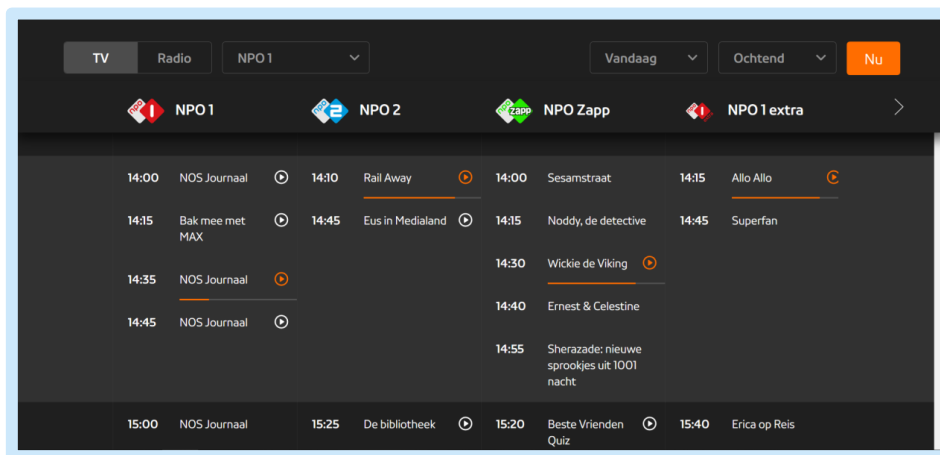 TV Radio NPO 1 Vandaag Ochtend Nu
NPO 1 NPO 2 NPO Zapp NPO 1 extra
14:00 NOS Journaal
14:15 Bak mee met
MAX
14:35 NOS Journaal
14:45 NOS Journaal
14:10 Rail Away
14:45 Eus in Medialand
14:00 Sesamstraat
14:15 Noddy, de detective
14:30 Wickie de Viking
14:40 Ernest & Celestine
14:55 Sherazade: nieuwe
sprookjes uit 1001
nacht
14:15 Allo Allo
14:45 Superfan
15:00 NOS Journaal
15:25 De bibliotheek
15:20 Beste Vrienden
Quiz
15:40 Erica op Reis